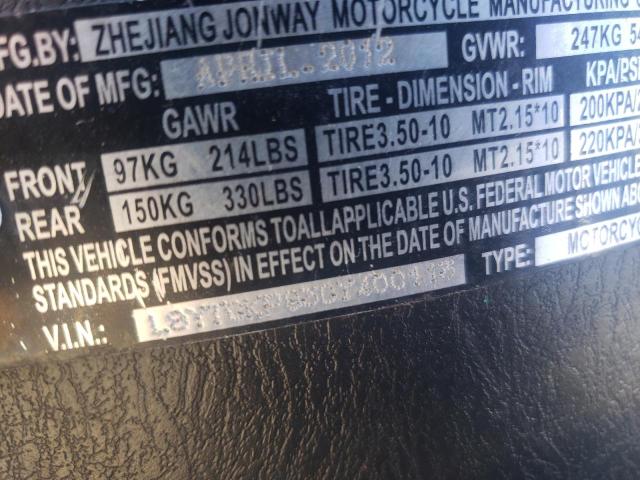 MFG.BY: ZHEJIANG JONWAY MOTORCYCLE MANUFACTURING
DATE OF MFG: APRIL.2012 GVWR: 247KG
GAWR TIRE - DIMENSION - RIM KPA/PSI
FRONT 97KG 214LBS TIRE3.50-10 MT2.15*10 200KPA/
REAR 150KG 330LBS TIRE3.50-10 MT2.15*10 220KPA/
THIS VEHICLE CONFORMS TOALLAPPLICABLE U.S. FEDERAL MOTOR VEHICLE
STANDARDS (FMVSS) IN EFFECT ON THE DATE OF MANUFACTURE SHOWN
V.I.N.: TYPE: